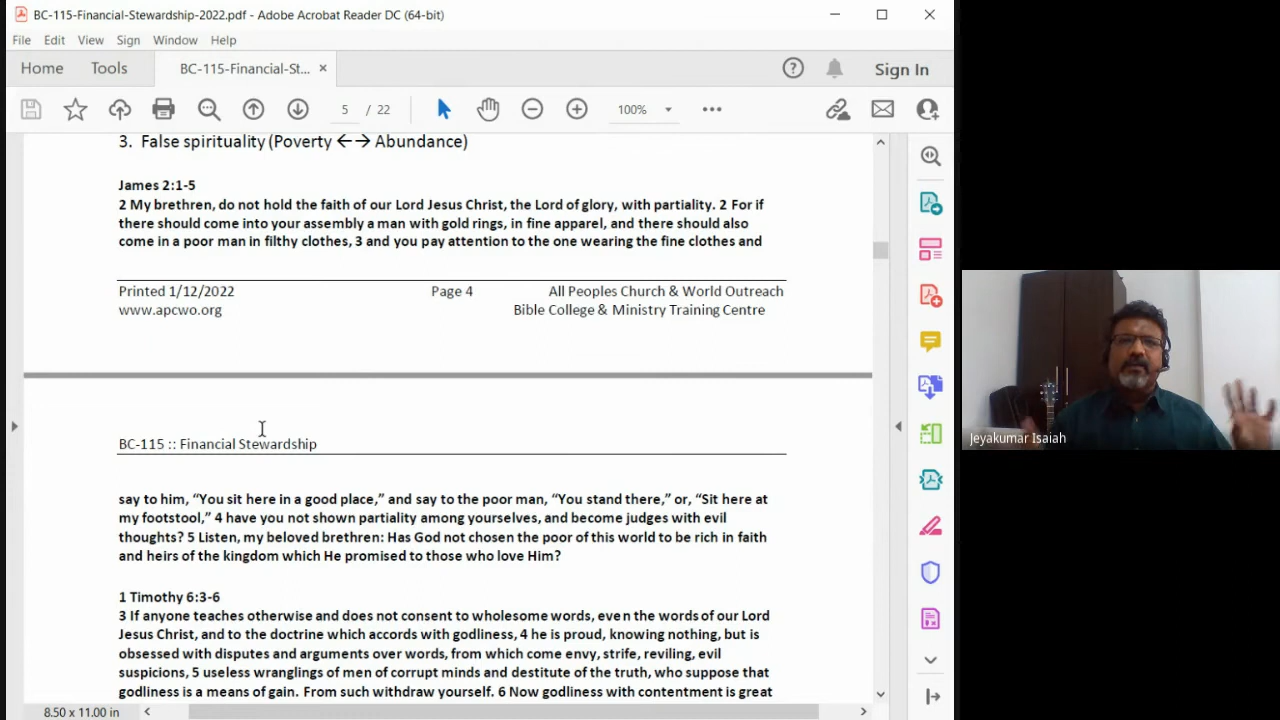 BC-115-Financial-Stewardship-2022.pdf - Adobe Acrobat Reader DC (64-bit)
File Edit View Sign Window Help
Home Tools BC-115-Financial-St... × Sign In
5 / 22 100%
3. False spirituality (Poverty ←→ Abundance)
James 2:1-5
2 My brethren, do not hold the faith of our Lord Jesus Christ, the Lord of glory, with partiality. 2 For if
there should come into your assembly a man with gold rings, in fine apparel, and there should also
come in a poor man in filthy clothes, 3 and you pay attention to the one wearing the fine clothes and
Printed 1/12/2022 Page 4 All Peoples Church & World Outreach
www.apcwo.org Bible College & Ministry Training Centre
BC-115 :: Financial Stewardship
say to him, “You sit here in a good place,” and say to the poor man, “You stand there,” or, “Sit here at
my footstool,” 4 have you not shown partiality among yourselves, and become judges with evil
thoughts? 5 Listen, my beloved brethren: Has God not chosen the poor of this world to be rich in faith
and heirs of the kingdom which He promised to those who love Him?
1 Timothy 6:3-6
3 If anyone teaches otherwise and does not consent to wholesome words, even the words of our Lord
Jesus Christ, and to the doctrine which accords with godliness, 4 he is proud, knowing nothing, but is
obsessed with disputes and arguments over words, from which come envy, strife, reviling, evil
suspicions, 5 useless wranglings of men of corrupt minds and destitute of the truth, who suppose that
godliness is a means of gain. From such withdraw yourself. 6 Now godliness with contentment is great
8.50 x 11.00 in
Jeyakumar Isaiah